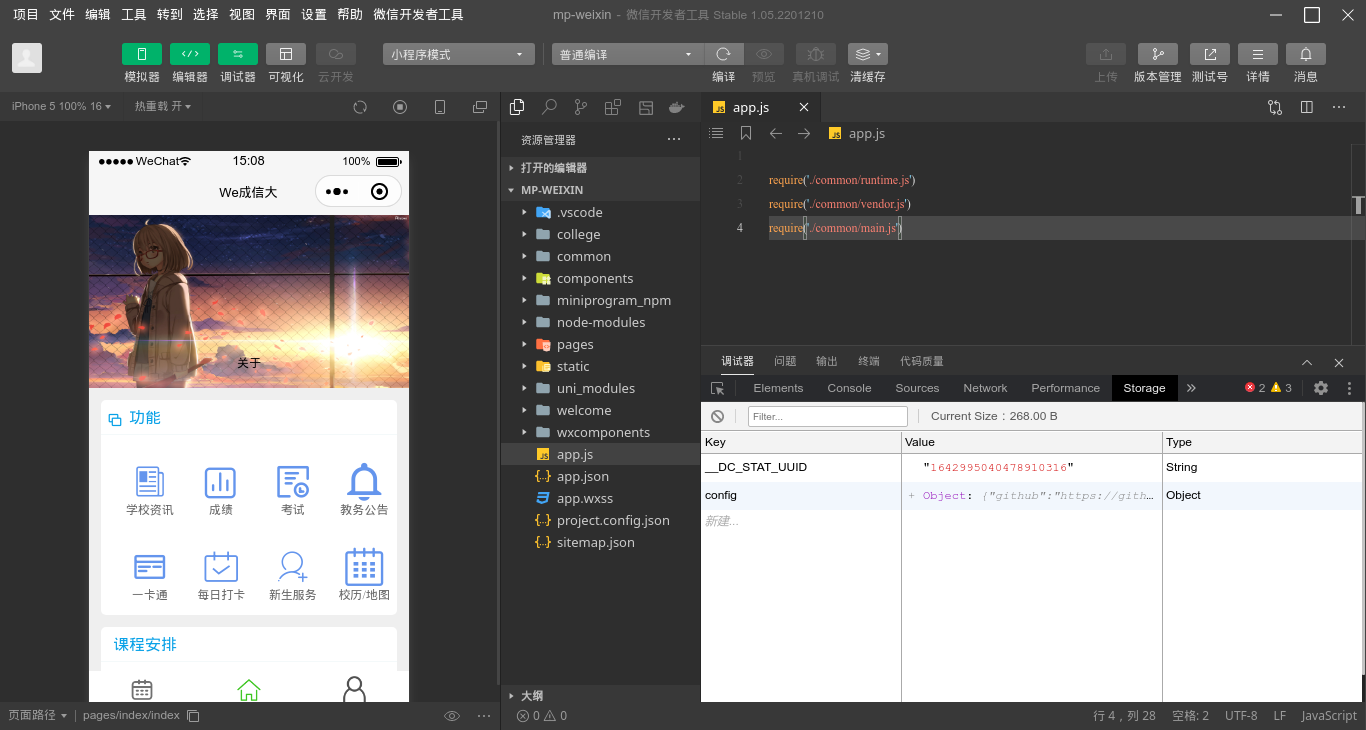 项目 文件 编辑 工具 转到 选择 视图 界面 设置 帮助 微信开发者工具
mp-weixin - 微信开发者工具 Stable 1.05.2201210
小程序模式
普通编译
模拟器 编辑器 调试器 可视化 云开发
编译 预览 真机调试 清缓存
上传 版本管理 测试号 详情 消息
iPhone 5 100% 16
热重载 开
WeChat
15:08
100%
We成信大
关于
功能
学校资讯 成绩 考试 教务公告
一卡通 每日打卡 新生服务 校历/地图
课程安排
页面路径
pages/index/index
资源管理器
打开的编辑器
MP-WEIXIN
.vscode
college
common
components
miniprogram_npm
node-modules
pages
static
uni_modules
welcome
wxcomponents
JS app.js
{..} app.json
app.wxss
{..} project.config.json
{..} sitemap.json
大纲
0 0
JS app.js
JS app.js
1
2 require('./common/runtime.js')
3 require('./common/vendor.js')
4 require('./common/main.js')
调试器 问题 输出 终端 代码质量
Elements Console Sources Network Performance Storage
2 3
Filter...
Current Size : 268.00 B
Key Value Type
__DC_STAT_UUID "1642995040478910316" String
config + Object: {"github":"https://gith... Object
新建...
行 4，列 28 空格: 2 UTF-8 LF JavaScript